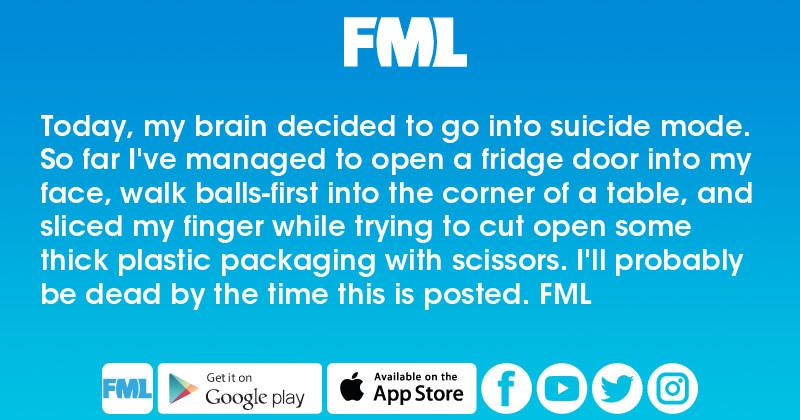 FML
Today, my brain decided to go into suicide mode.
So far I've managed to open a fridge door into my
face, walk balls-first into the corner of a table, and
sliced my finger while trying to cut open some
thick plastic packaging with scissors. I'll probably
be dead by the time this is posted. FML
FML
Get it on
Google play
Available on the
App Store